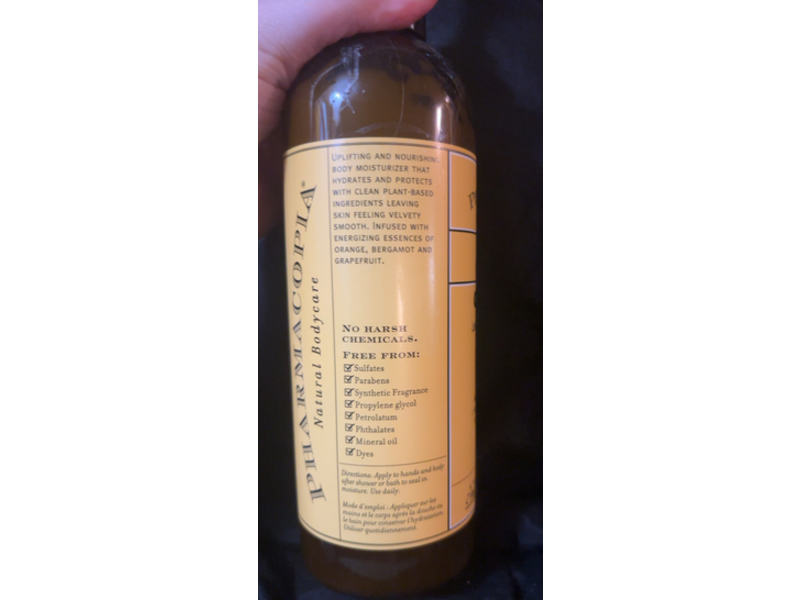 PHARMACOPIA®
Natural Bodycare
UPLIFTING AND NOURISHING
BODY MOISTURIZER THAT
HYDRATES AND PROTECTS
WITH CLEAN PLANT-BASED
INGREDIENTS LEAVING
SKIN FEELING VELVETY
SMOOTH. INFUSED WITH
ENERGIZING ESSENCES OF
ORANGE, BERGAMOT AND
GRAPEFRUIT.
NO HARSH
CHEMICALS.
FREE FROM:
Sulfates
Parabens
Synthetic Fragrance
Propylene glycol
Petrolatum
Phthalates
Mineral oil
Dyes
Directions: Apply to hands and body
after shower or bath to seal in
moisture. Use daily.
Mode d'emploi : Appliquer sur les
mains et le corps après la douche ou
le bain pour conserver l'hydratation.
Utiliser quotidiennement.